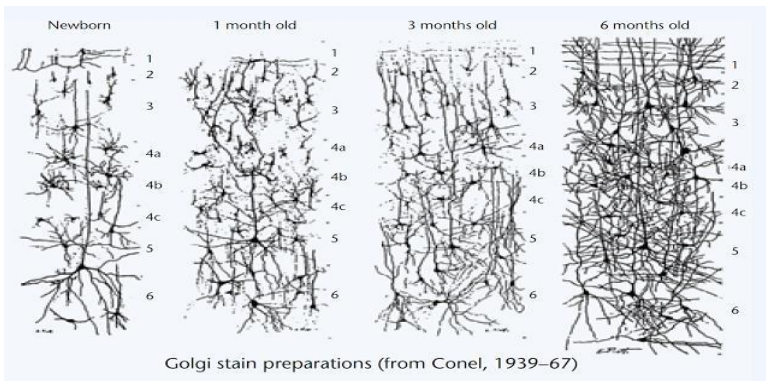 Newborn
1 month old
3 months old
6 months old
1
2
3
4a
4b
4c
5
6
1
2
3
4a
4b
4c
5
6
1
2
3
4a
4b
4c
5
6
1
2
3
4a
4b
4c
5
6
Golgi stain preparations (from Conel, 1939–67)